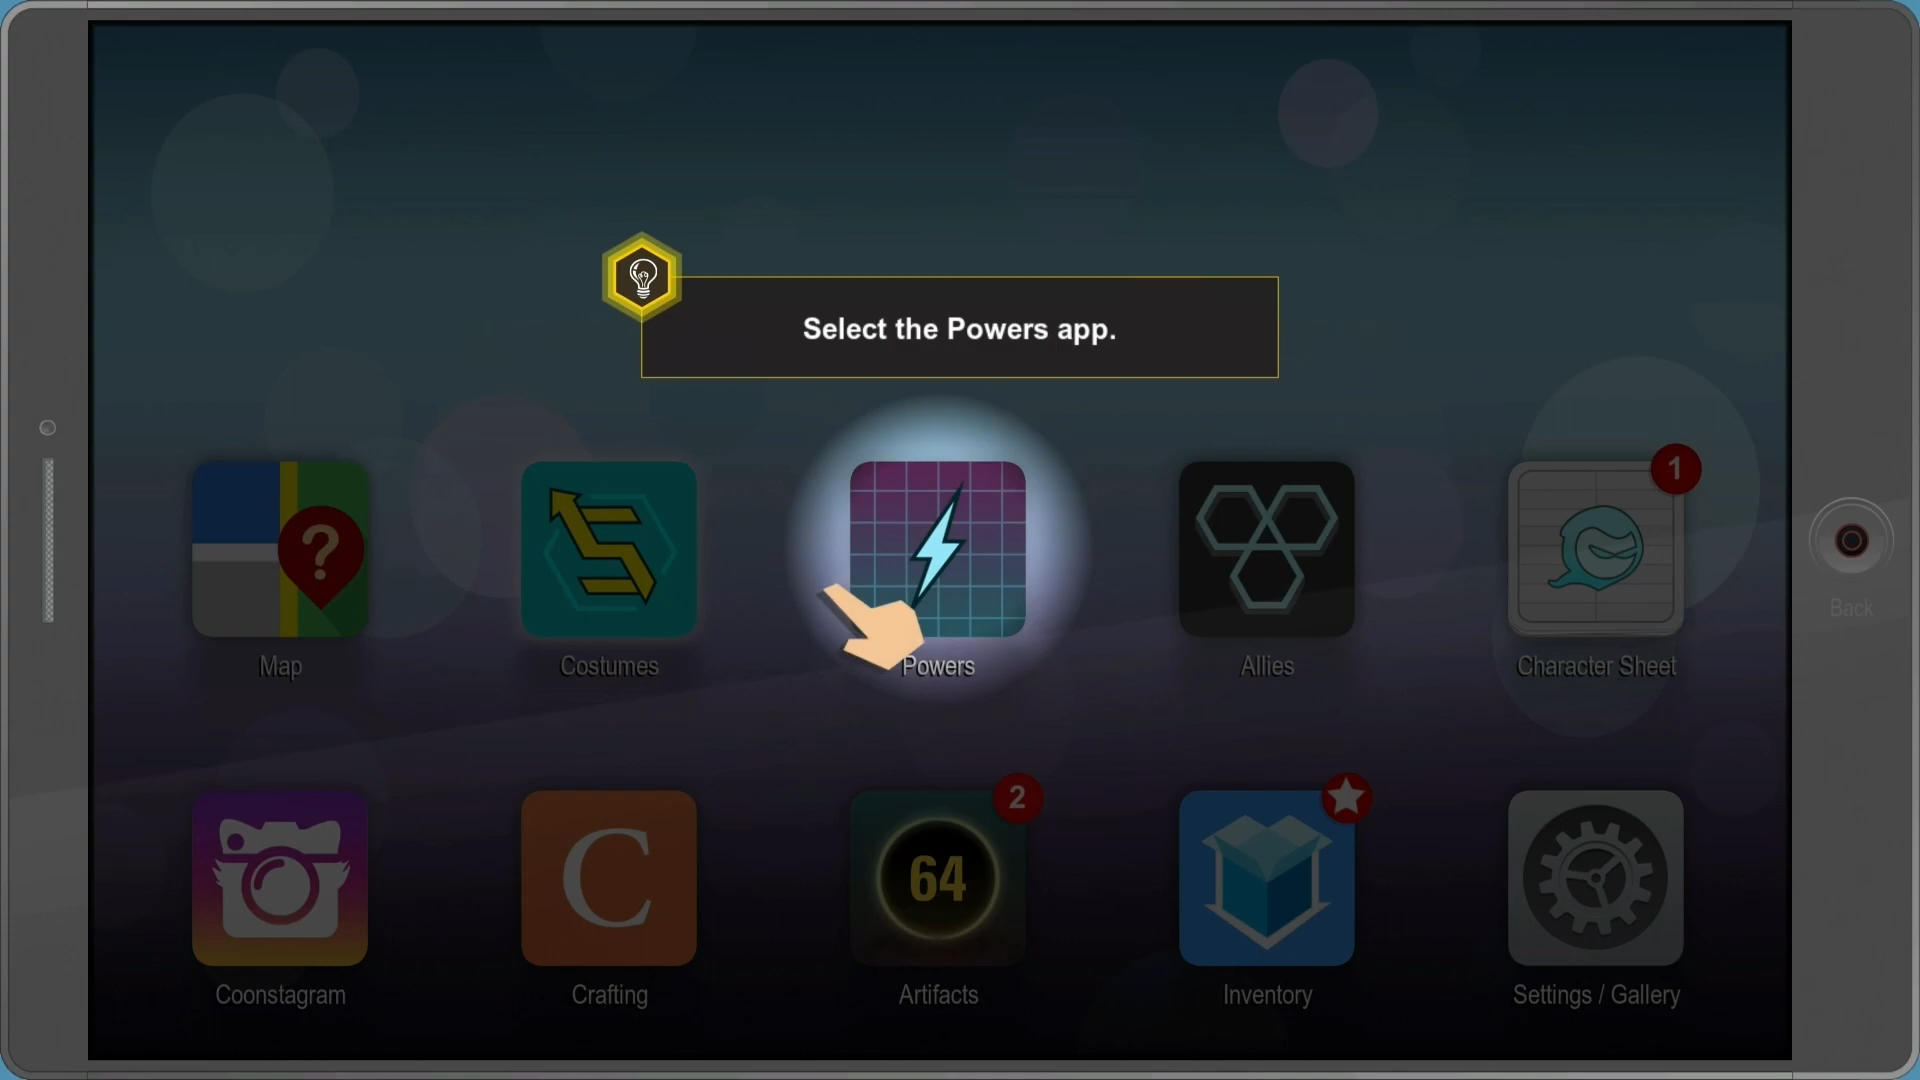 Select the Powers app.
1
?
Map
Costumes
Powers
Allies
Character Sheet
Back
2
64
C
Coonstagram
Crafting
Artifacts
Inventory
Settings / Gallery